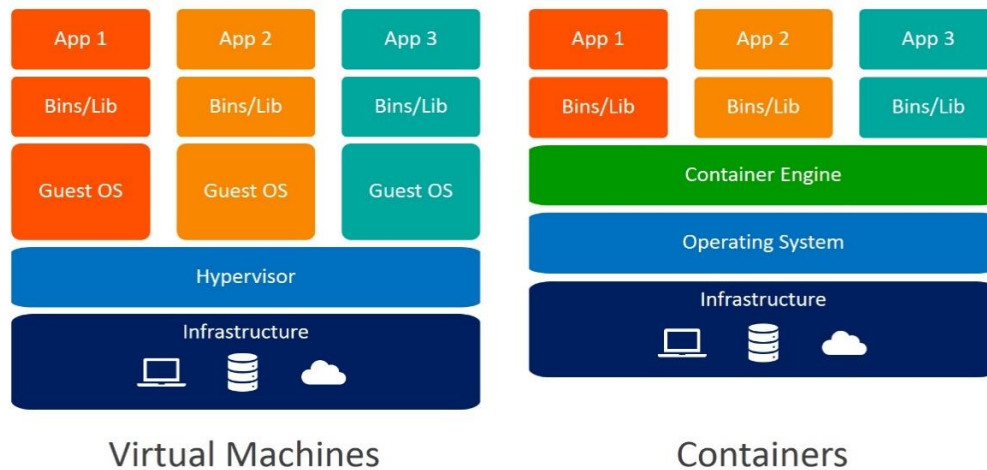 App 1
App 2
App 3
Bins/Lib
Bins/Lib
Bins/Lib
Guest OS
Guest OS
Guest OS
Hypervisor
Infrastructure
Virtual Machines
App 1
App 2
App 3
Bins/Lib
Bins/Lib
Bins/Lib
Container Engine
Operating System
Infrastructure
Containers